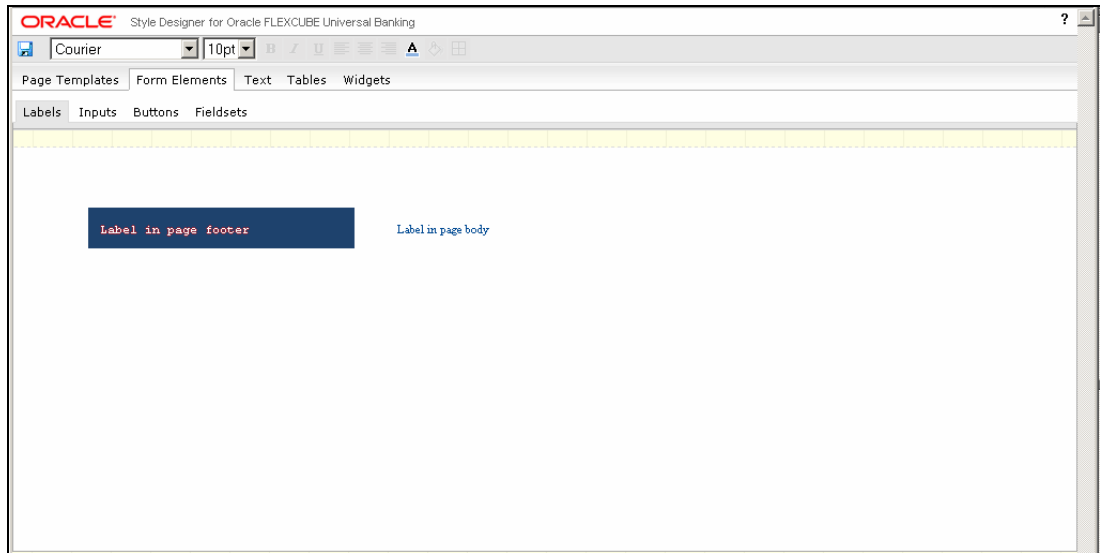 ORACLE® Style Designer for Oracle FLEXCUBE Universal Banking ?
Courier 10pt B I U A
Page Templates Form Elements Text Tables Widgets
Labels Inputs Buttons Fieldsets
Label in page footer Label in page body